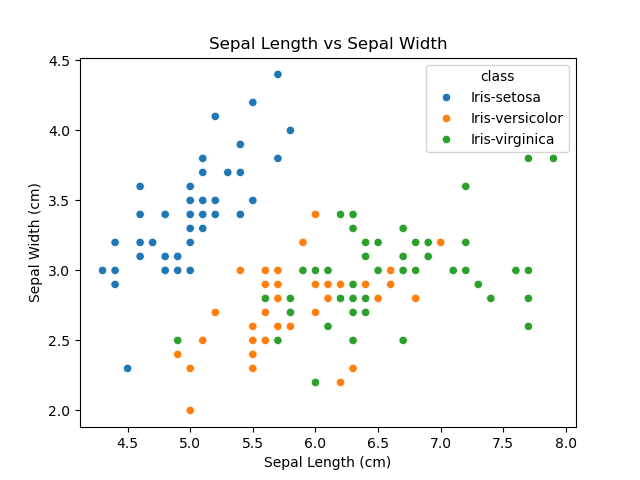 Sepal Length vs Sepal Width
class
Iris-setosa
Iris-versicolor
Iris-virginica
Sepal Width (cm)
4.5
4.0
3.5
3.0
2.5
2.0
4.5 5.0 5.5 6.0 6.5 7.0 7.5 8.0
Sepal Length (cm)